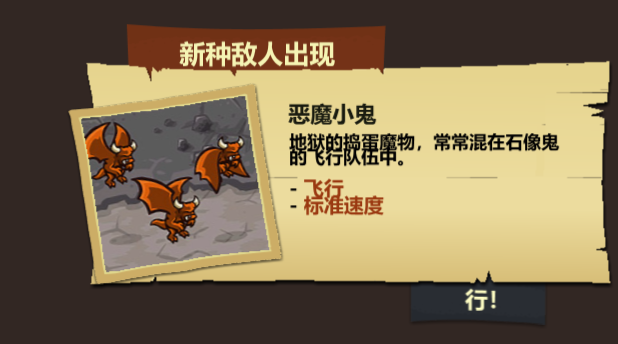 新种敌人出现
恶魔小鬼
地狱的捣蛋魔物，常常混在石像鬼
的飞行队伍中。
- 飞行
- 标准速度
行!